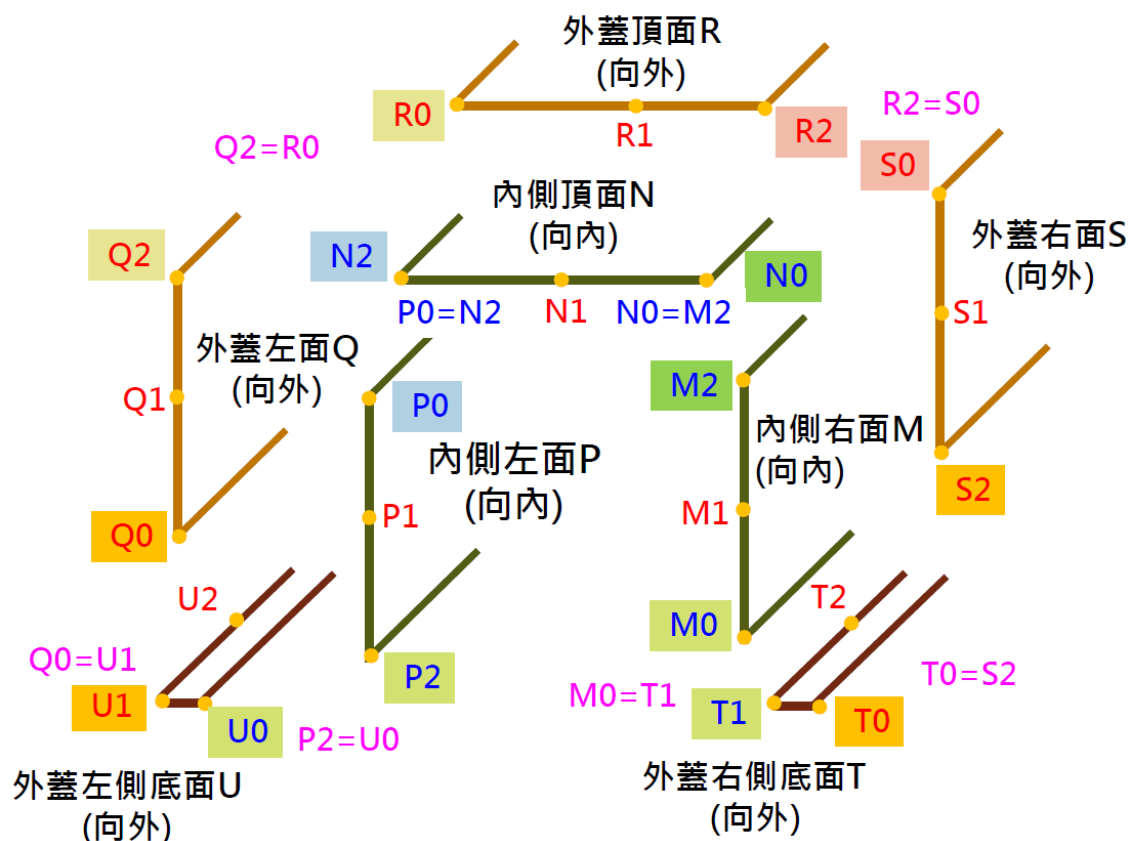 外蓋頂面R
(向外)
R0
R1
R2
R2=S0
Q2=R0
S0
內側頂面N
(向內)
外蓋右面S
(向外)
Q2
N2
N0
P0=N2
N1
N0=M2
S1
外蓋左面Q
(向外)
Q1
P0
M2
內側左面P
(向內)
內側右面M
(向內)
S2
P1
M1
Q0
U2
T2
M0
Q0=U1
P2
T0=S2
M0=T1
U1
U0
P2=U0
T1
T0
外蓋左側底面U
(向外)
外蓋右側底面T
(向外)